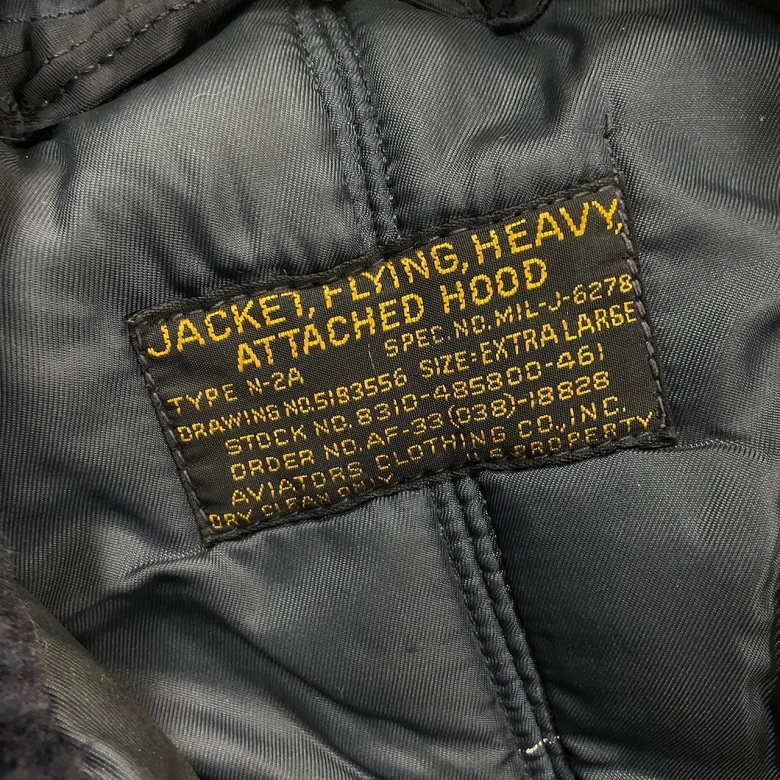 JACKET, FLYING, HEAVY,
ATTACHED HOOD
TYPE N-2A SPEC. NO. MIL-J-6278
DRAWING NO. 5183556 SIZE: EXTRA LARGE
STOCK NO. 8310-485800-461
ORDER NO. AF-33(038)-18828
AVIATORS CLOTHING CO., INC.
DRY CLEAN ONLY U.S. PROPERTY